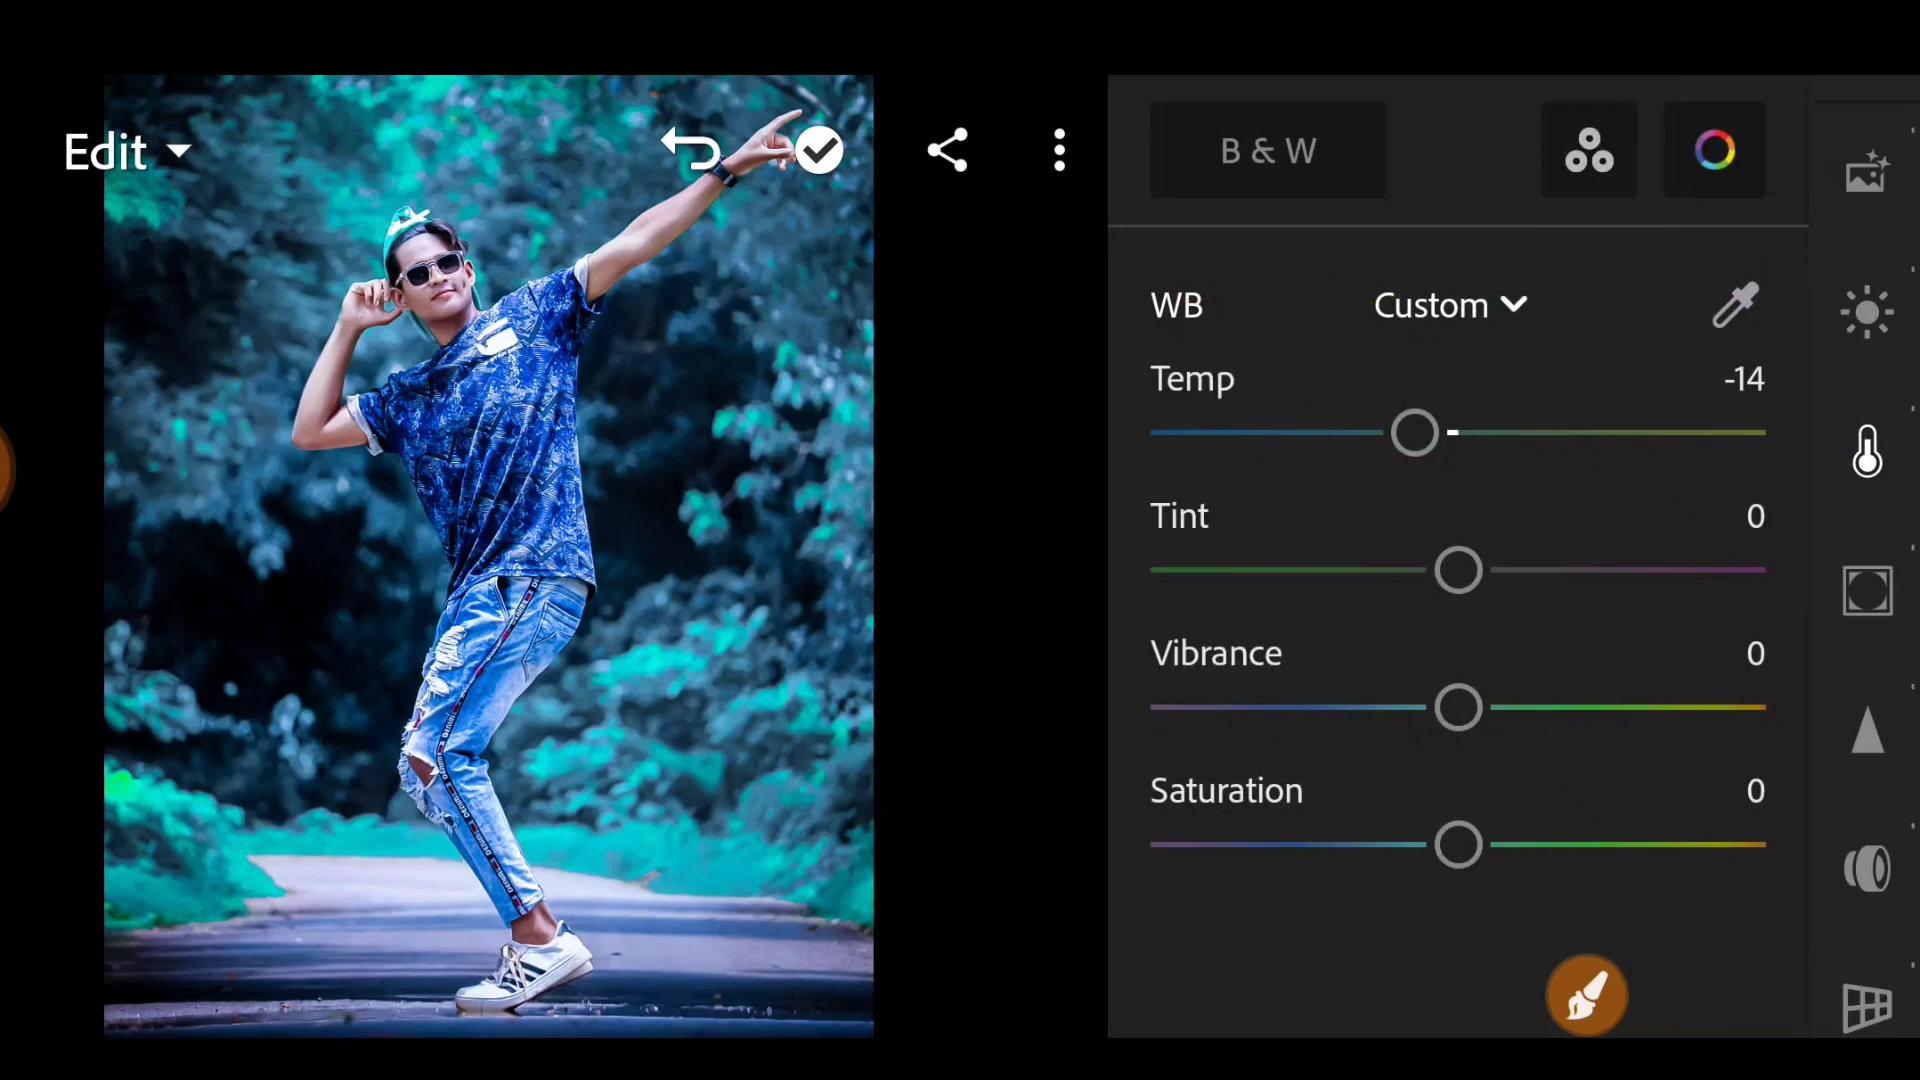 Edit
B & W
WB Custom
Temp -14
Tint 0
Vibrance 0
Saturation 0